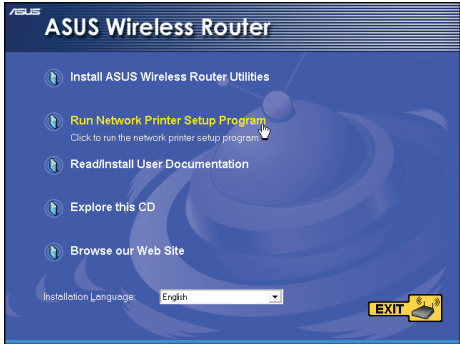 ASUS
ASUS Wireless Router
Install ASUS Wireless Router Utilities
Run Network Printer Setup Program
Click to run the network printer setup program
Read/Install User Documentation
Explore this CD
Browse our Web Site
Installation Language: English
EXIT